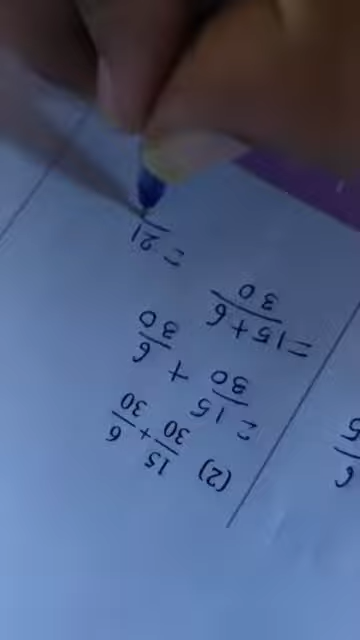 (2) 15/30 + 6/30
= 15/30 + 6/30
= 15+6/30
= 21